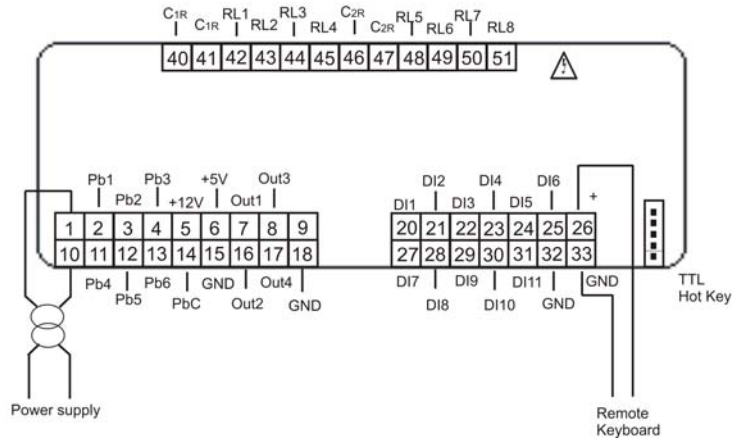 C1R RL1 RL3 C2R RL5 RL7
C1R RL2 RL4 C2R RL6 RL8
40 41 42 43 44 45 46 47 48 49 50 51
Pb1 Pb3 +5V Out3
Pb2 +12V Out1
1 2 3 4 5 6 7 8 9
10 11 12 13 14 15 16 17 18
Pb4 Pb6 GND Out4
Pb5 PbC Out2 GND
DI2 DI4 DI6 +
DI1 DI3 DI5
20 21 22 23 24 25 26
27 28 29 30 31 32 33
DI7 DI9 DI11 GND
DI8 DI10 GND
TTL
Hot Key
Power supply
Remote
Keyboard